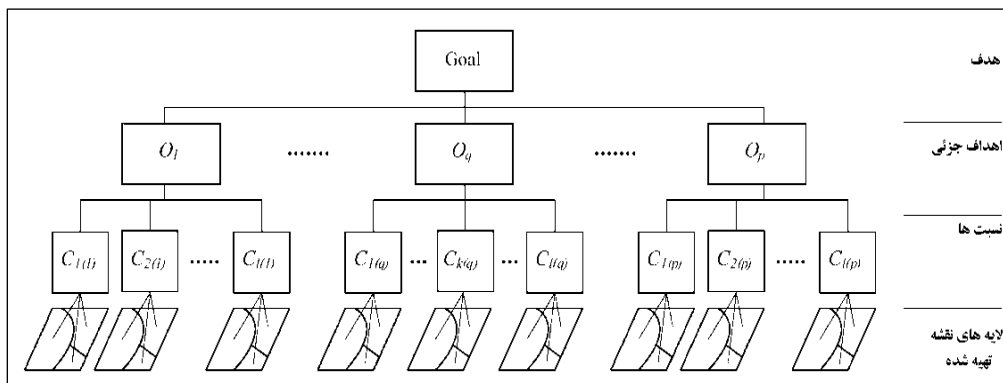 Goal
هدف
O1 ....... Oq ....... Op
اهداف جزئی
C1(1) C2(i) ..... Cl(1) C1(q) ... Ck(q) ... Cl(q) C1(p) C2(p) ..... Cl(p)
نسبت ها
لایه های نقشه
تهیه شده